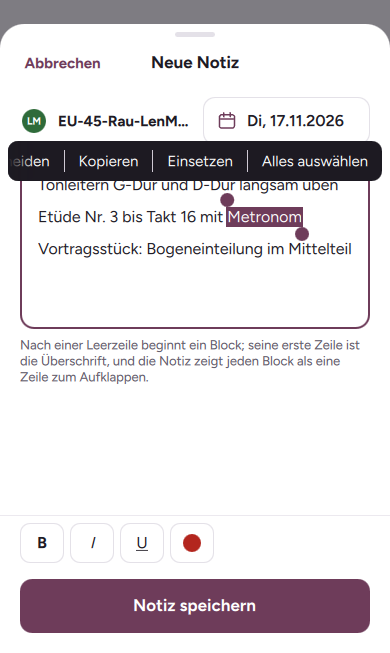 Abbrechen
Neue Notiz
LM
EU-45-Rau-LenM...
Di, 17.11.2026
Kopieren
Einsetzen
Alles auswählen
Tonleitern G-Dur und D-Dur langsam üben
Etüde Nr. 3 bis Takt 16 mit Metronom
Vortragsstück: Bogeneinteilung im Mittelteil
Nach einer Leerzeile beginnt ein Block; seine erste Zeile ist
die Überschrift, und die Notiz zeigt jeden Block als eine
Zeile zum Aufklappen.
B
I
U
Notiz speichern